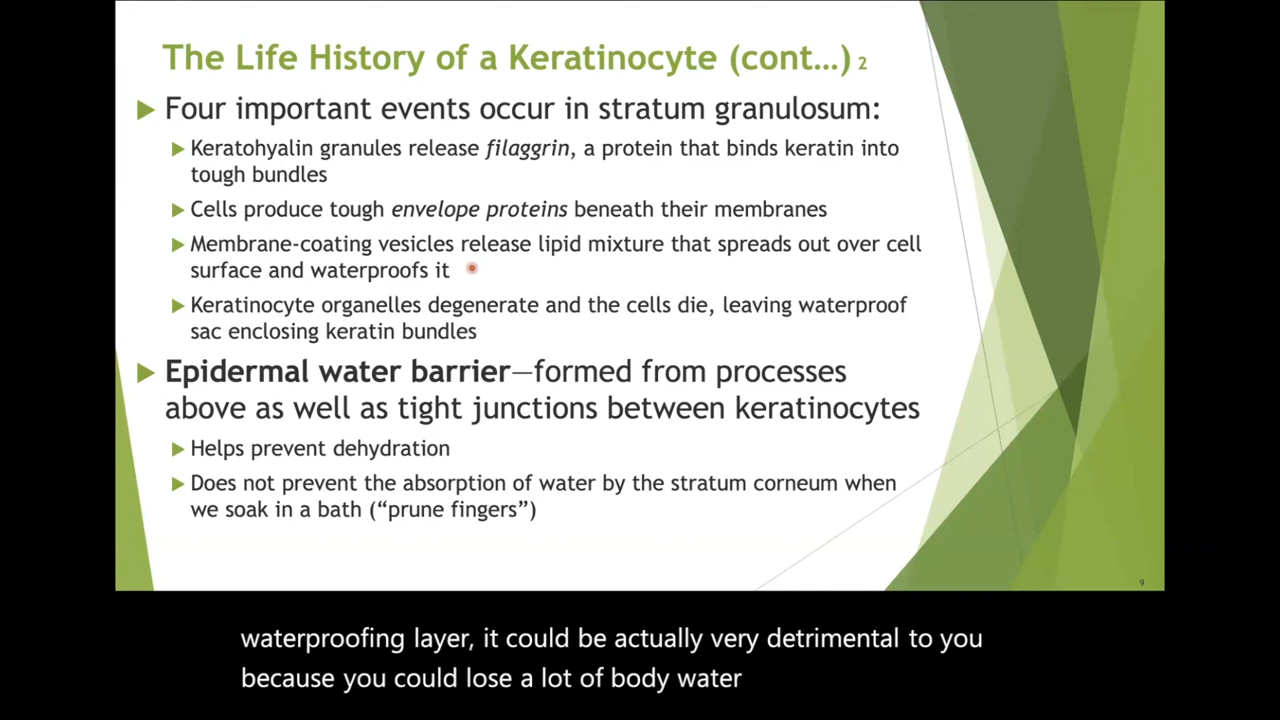 The Life History of a Keratinocyte (cont…) 2
Four important events occur in stratum granulosum:
Keratohyalin granules release filaggrin, a protein that binds keratin into
tough bundles
Cells produce tough envelope proteins beneath their membranes
Membrane-coating vesicles release lipid mixture that spreads out over cell
surface and waterproofs it
Keratinocyte organelles degenerate and the cells die, leaving waterproof
sac enclosing keratin bundles
Epidermal water barrier—formed from processes
above as well as tight junctions between keratinocytes
Helps prevent dehydration
Does not prevent the absorption of water by the stratum corneum when
we soak in a bath (“prune fingers”)
9
waterproofing layer, it could be actually very detrimental to you
because you could lose a lot of body water